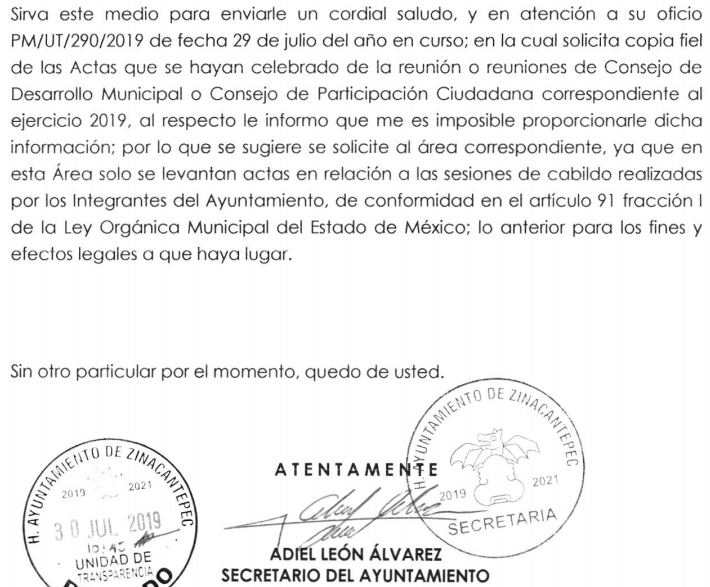 Sirva este medio para enviarle un cordial saludo, y en atención a su oficio
PM/UT/290/2019 de fecha 29 de julio del año en curso; en la cual solicita copia fiel
de las Actas que se hayan celebrado de la reunión o reuniones de Consejo de
Desarrollo Municipal o Consejo de Participación Ciudadana correspondiente al
ejercicio 2019, al respecto le informo que me es imposible proporcionarle dicha
información; por lo que se sugiere se solicite al área correspondiente, ya que en
esta Área solo se levantan actas en relación a las sesiones de cabildo realizadas
por los Integrantes del Ayuntamiento, de conformidad en el artículo 91 fracción I
de la Ley Orgánica Municipal del Estado de México; lo anterior para los fines y
efectos legales a que haya lugar.
Sin otro particular por el momento, quedo de usted.
H. AYUNTAMIENTO DE ZINACANTEPEC
2019 2021
30 JUL 2019
UNIDAD DE
TRANSPARENCIA
ATENTAMENTE
H. AYUNTAMIENTO DE ZINACANTEPEC
2019 2021
SECRETARIA
ADIEL LEÓN ÁLVAREZ
SECRETARIO DEL AYUNTAMIENTO